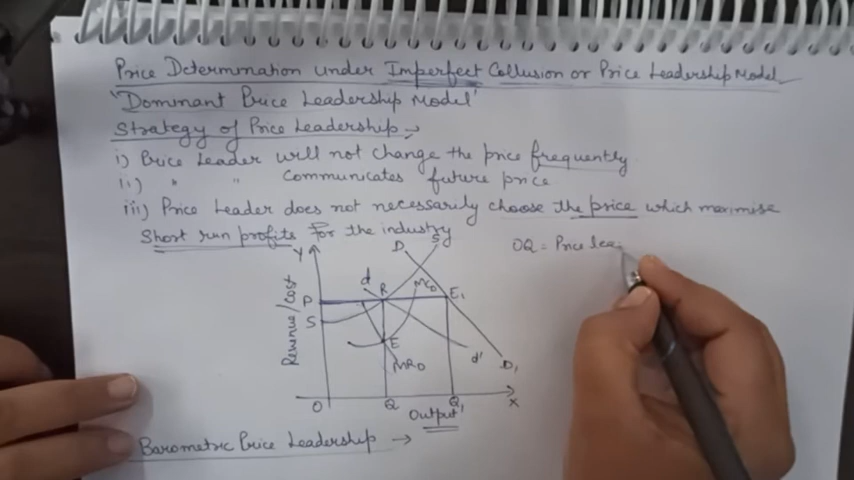 Price Determination under Imperfect Collusion or Price Leadership Model
'Dominant Price Leadership Model'
Strategy of Price Leadership →
i) Price Leader will not change the price frequently
ii) " " Communicates future price
iii) Price Leader does not necessarily choose the price which maximise
Short run profits for the industry
OQ = Price lea
Y
D
S
d
MCD
P
R
E1
S
E
MRD
d'
D1
Revenue/Cost
O
Q
Q1
X
Output
Barometric Price Leadership →